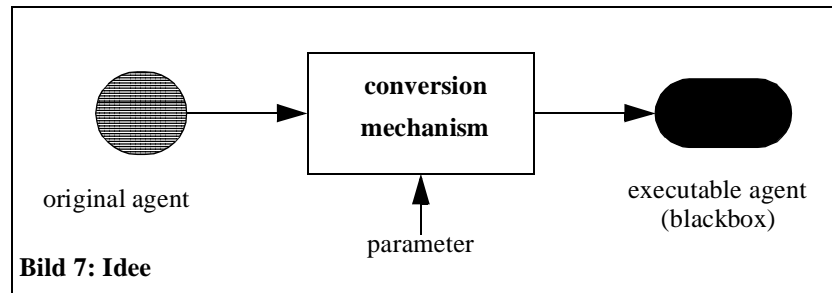 conversion
mechanism
original agent
executable agent
(blackbox)
parameter
Bild 7: Idee